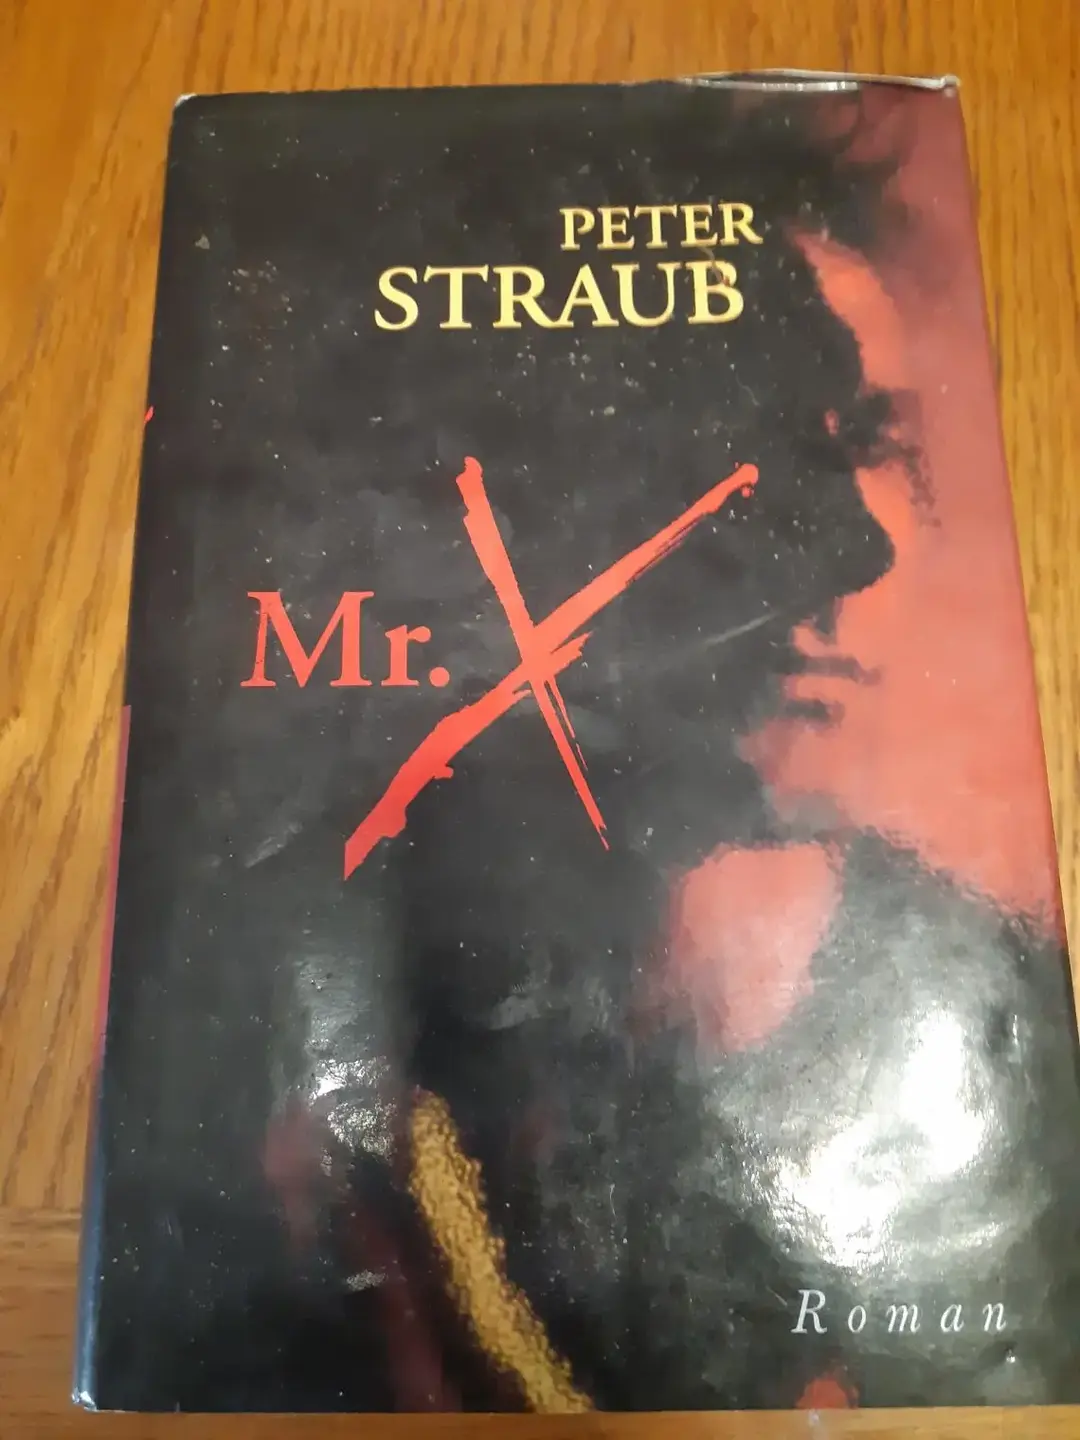 PETER
STRAUB
Mr. X
Roman